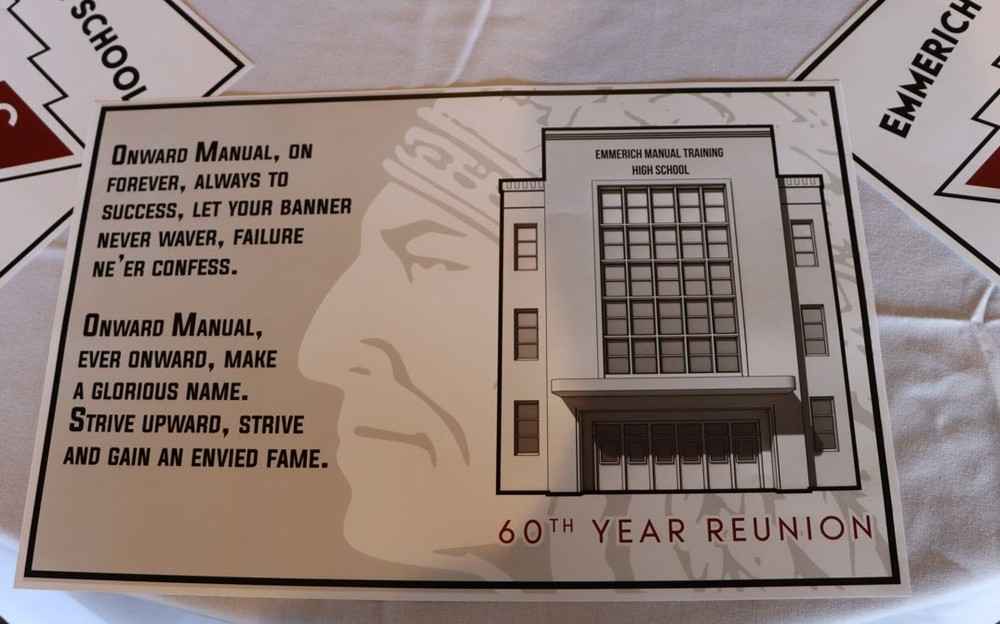 SCHOOL
EMMERICH
Onward Manual, on
forever, always to
success, let your banner
never waver, failure
ne'er confess.
Onward Manual,
ever onward, make
a glorious name.
Strive upward, strive
and gain an envied fame.
EMMERICH MANUAL TRAINING
HIGH SCHOOL
60TH YEAR REUNION